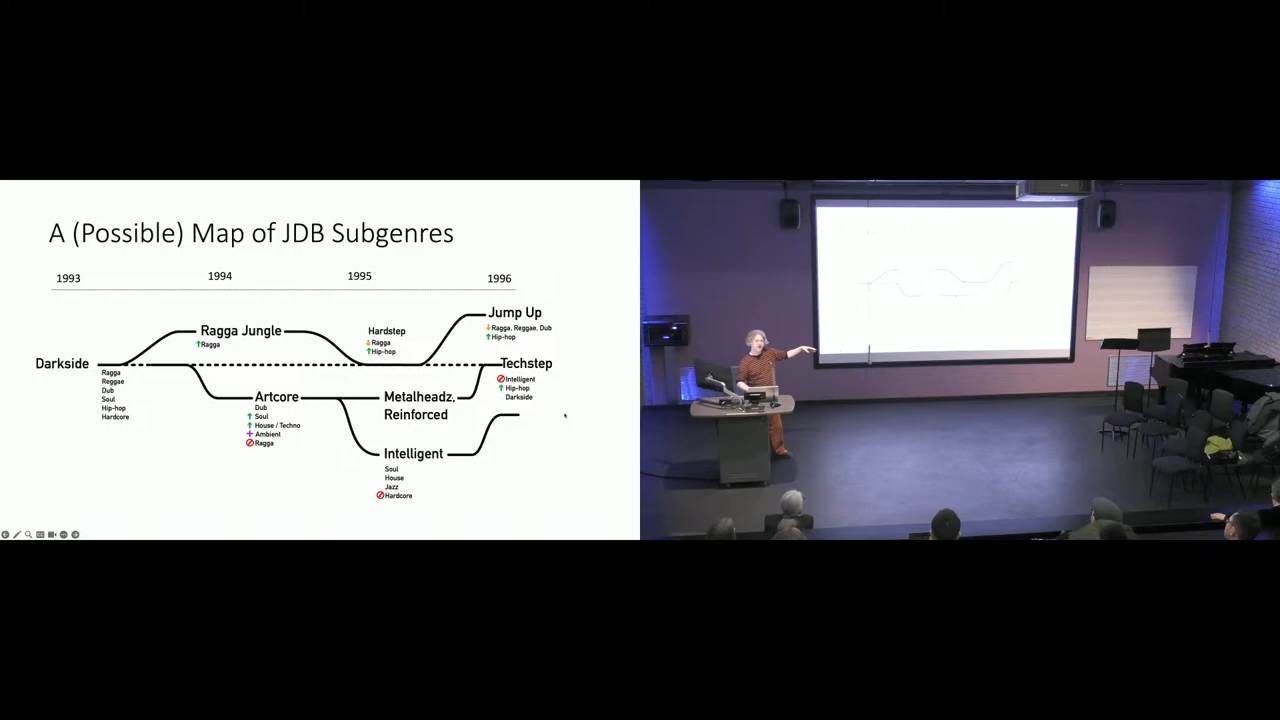 A (Possible) Map of JDB Subgenres
1993
1994
1995
1996
Darkside
Ragga
Reggae
Dub
Soul
Hip-hop
Hardcore
Ragga Jungle
Ragga
Artcore
Dub
Soul
House / Techno
Ambient
Ragga
Hardstep
Ragga
Hip-hop
Metalheadz,
Reinforced
Intelligent
Soul
House
Jazz
Hardcore
Jump Up
Ragga, Reggae, Dub
Hip-hop
Techstep
Intelligent
Hip-hop
Darkside